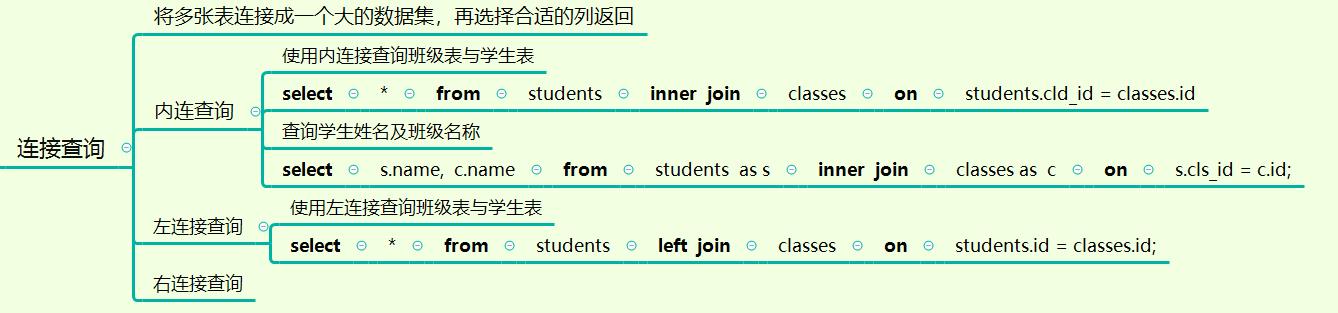 将多张表连接成一个大的数据集，再选择合适的列返回
使用内连接查询班级表与学生表
select * from students inner join classes on students.cld_id = classes.id
内连查询
查询学生姓名及班级名称
连接查询
select s.name, c.name from students as s inner join classes as c on s.cls_id = c.id;
使用左连接查询班级表与学生表
左连接查询
select * from students left join classes on students.id = classes.id;
右连接查询